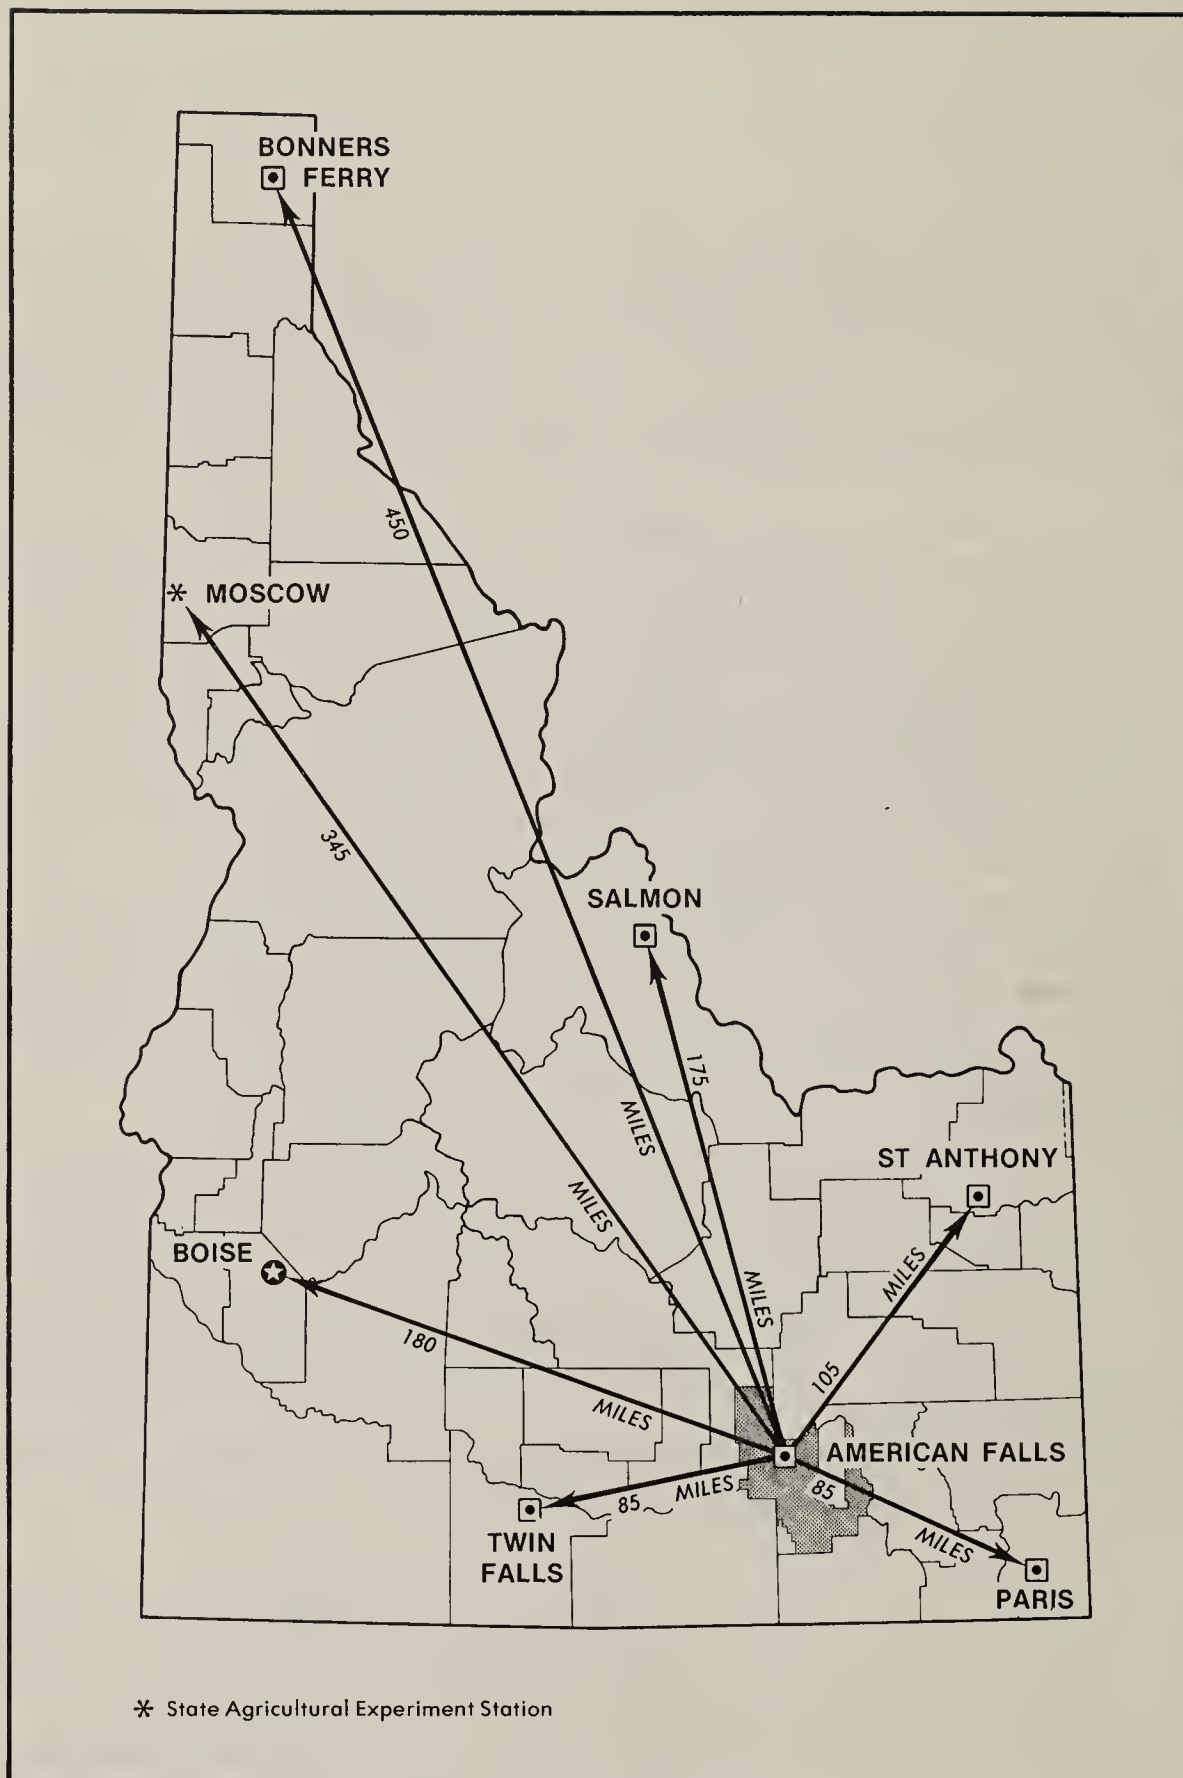 BONNERS
FERRY
450
MOSCOW
345
SALMON
175
MILES
ST ANTHONY
MILES
MILES
BOISE
MILES
180
105
MILES
AMERICAN FALLS
MILES
85
85
TWIN
FALLS
MILES
PARIS
* State Agricultural Experiment Station